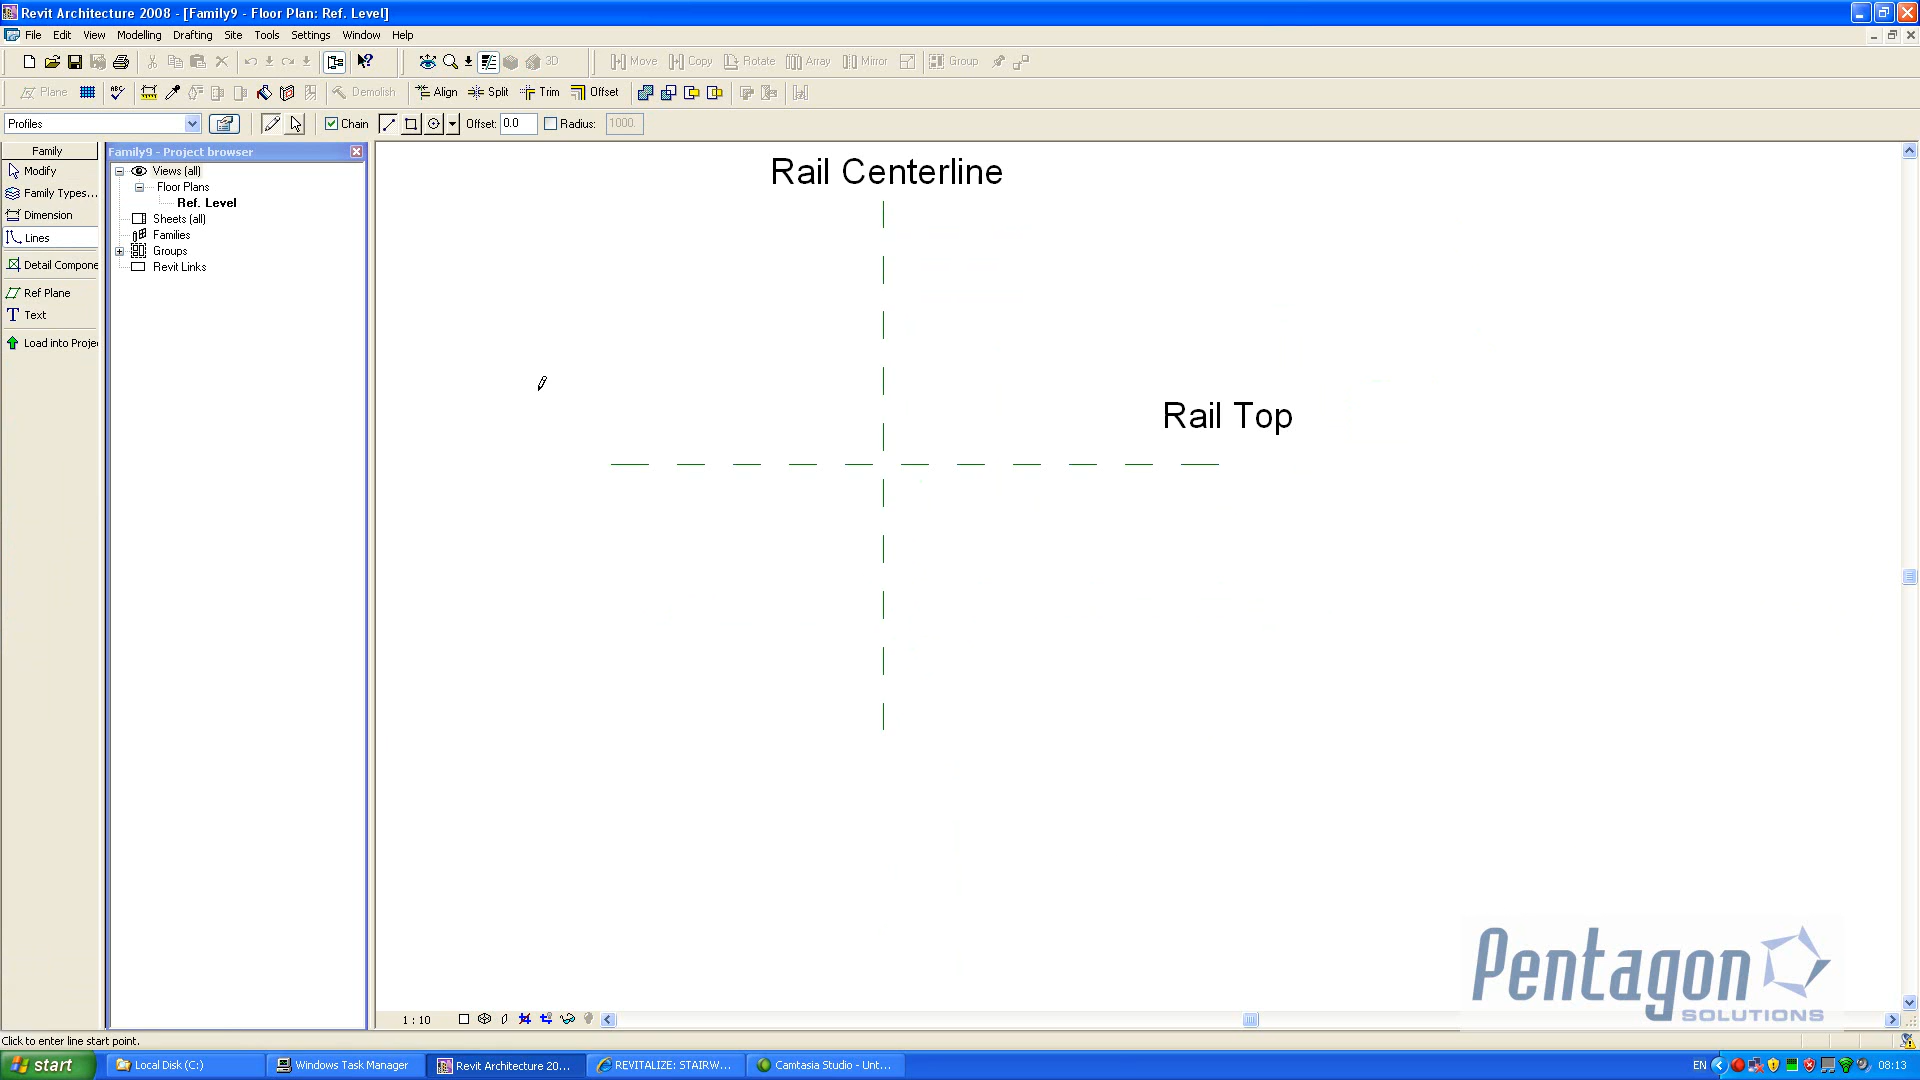 Revit Architecture 2008 - [Family9 - Floor Plan: Ref. Level]
File Edit View Modelling Drafting Site Tools Settings Window Help
3D Move Copy Rotate Array Mirror Group
Plane Demolish Align Split Trim Offset
Profiles Chain Offset: 0.0 Radius: 1000.
Family
Modify
Family Types...
Dimension
Lines
Detail Compone
Ref Plane
Text
Load into Proje
Family9 - Project browser
Views (all)
Floor Plans
Ref. Level
Sheets (all)
Families
Groups
Revit Links
Rail Centerline
Rail Top
Pentagon
SOLUTIONS
1 : 10
Click to enter line start point.
start Local Disk (C:) Windows Task Manager Revit Architecture 20... REVITALIZE: STAIRW... Camtasia Studio - Unt... EN 08:13